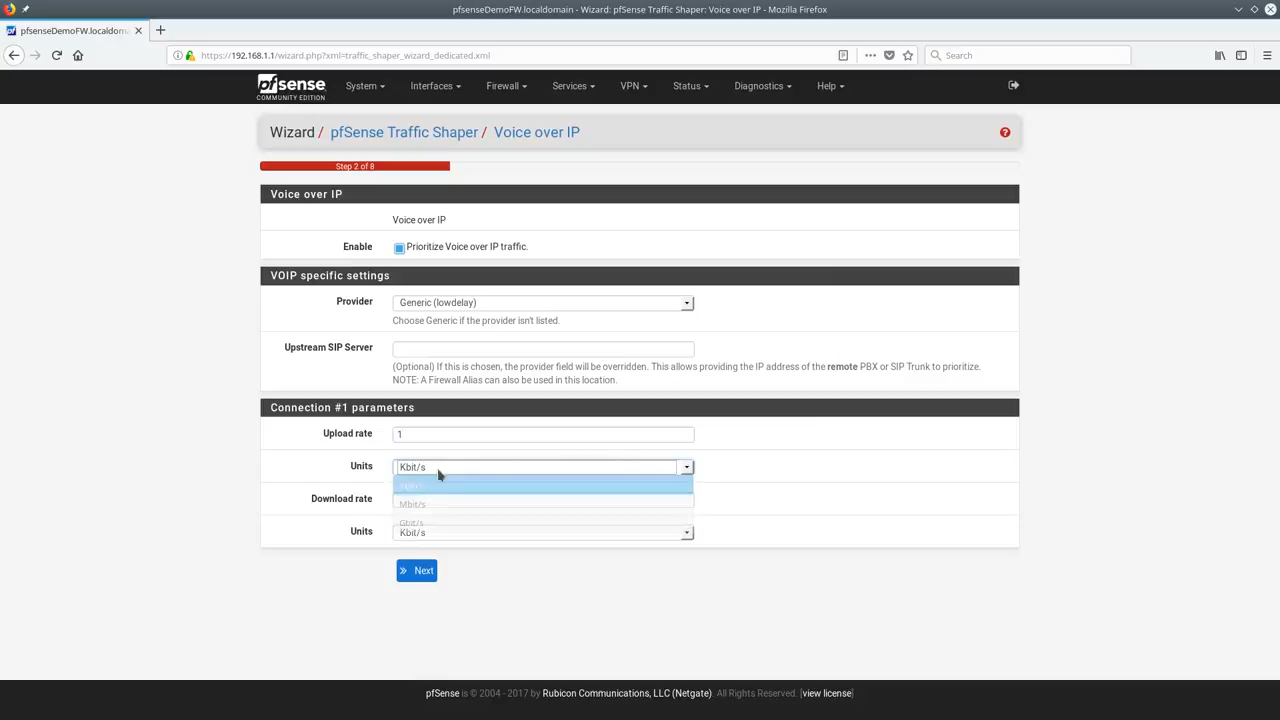 pfsenseDemoFW.localdomain - Wizard: pfSense Traffic Shaper: Voice over IP - Mozilla Firefox
pfsenseDemoFW.localdoma
https://192.168.1.1/wizard.php?xml=traffic_shaper_wizard_dedicated.xml
Search
pfsense
COMMUNITY EDITION
System
Interfaces
Firewall
Services
VPN
Status
Diagnostics
Help
Wizard / pfSense Traffic Shaper / Voice over IP
Step 2 of 8
Voice over IP
Voice over IP
Enable
Prioritize Voice over IP traffic.
VOIP specific settings
Provider
Generic (lowdelay)
Choose Generic if the provider isn't listed.
Upstream SIP Server
(Optional) If this is chosen, the provider field will be overridden. This allows providing the IP address of the remote PBX or SIP Trunk to prioritize.
NOTE: A Firewall Alias can also be used in this location.
Connection #1 parameters
Upload rate
1
Units
Kbit/s
Download rate
Mbit/s
Gbit/s
Units
Kbit/s
Next
pfSense is © 2004 - 2017 by Rubicon Communications, LLC (Netgate). All Rights Reserved. [view license]